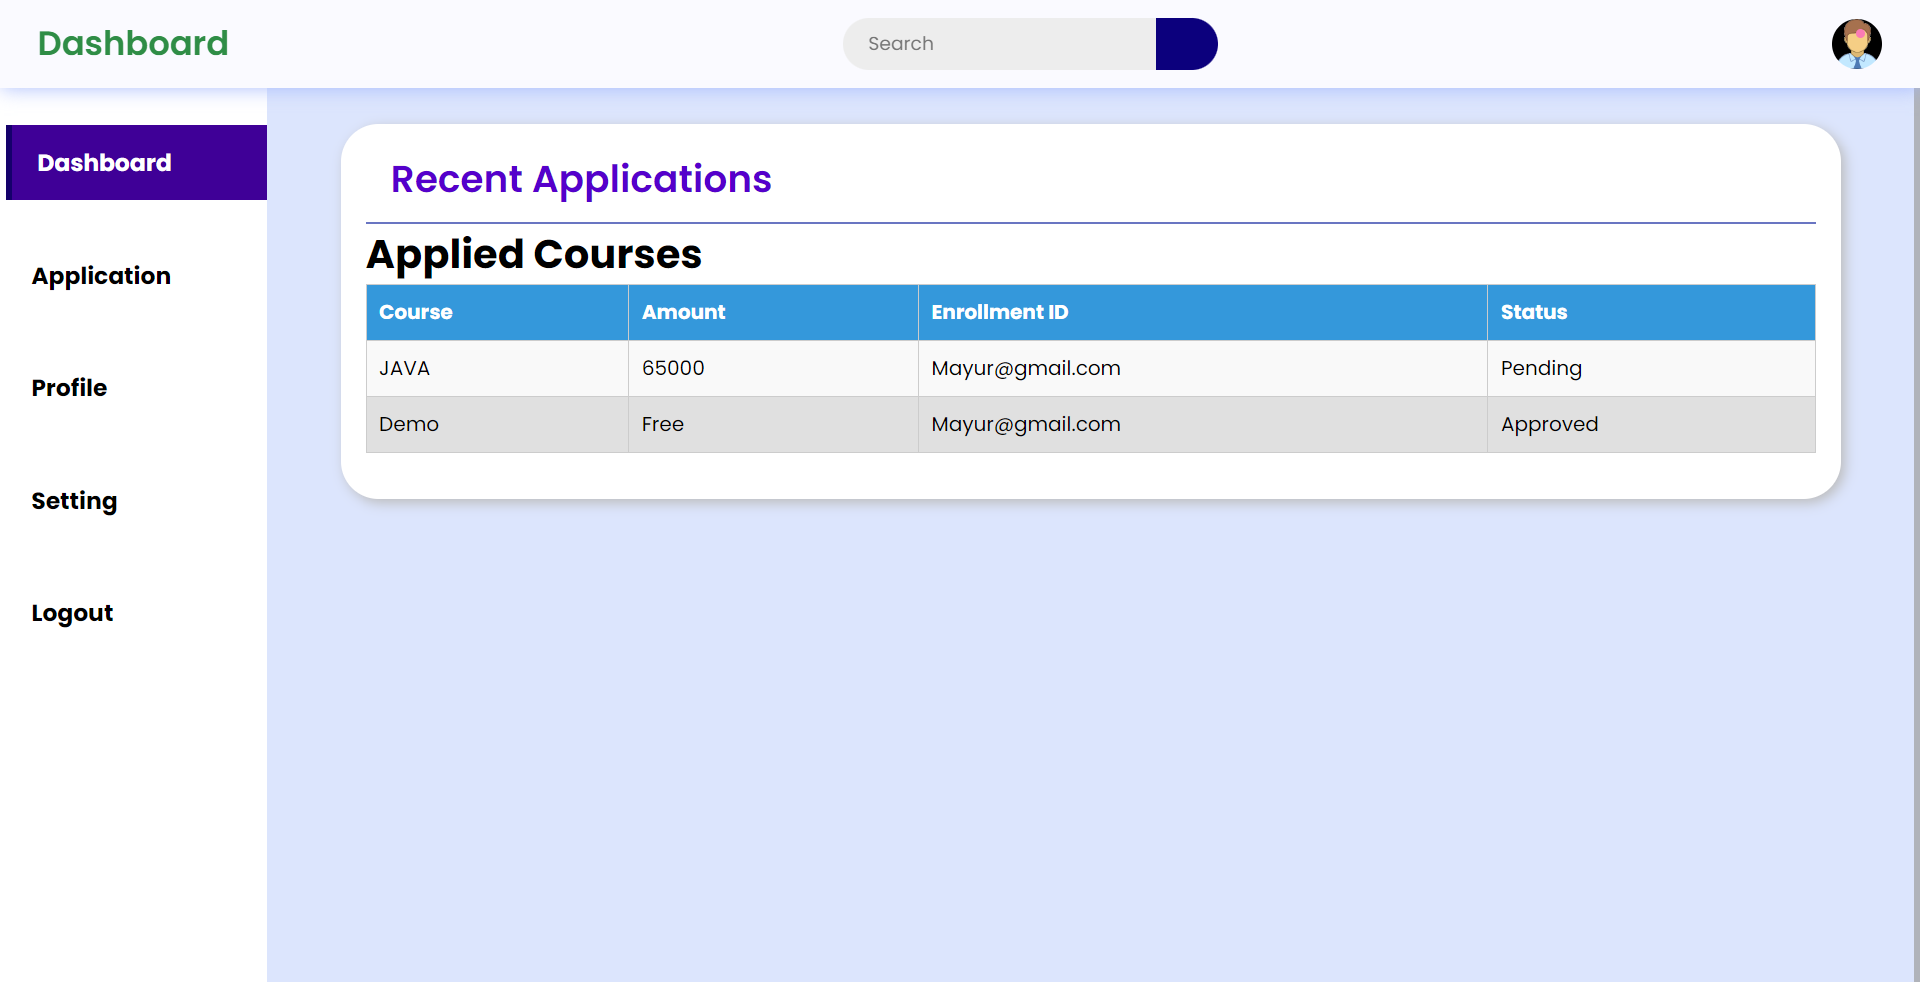 Dashboard
Search
Dashboard
Application
Profile
Setting
Logout
Recent Applications
Applied Courses
Course Amount Enrollment ID Status
JAVA 65000 Mayur@gmail.com Pending
Demo Free Mayur@gmail.com Approved